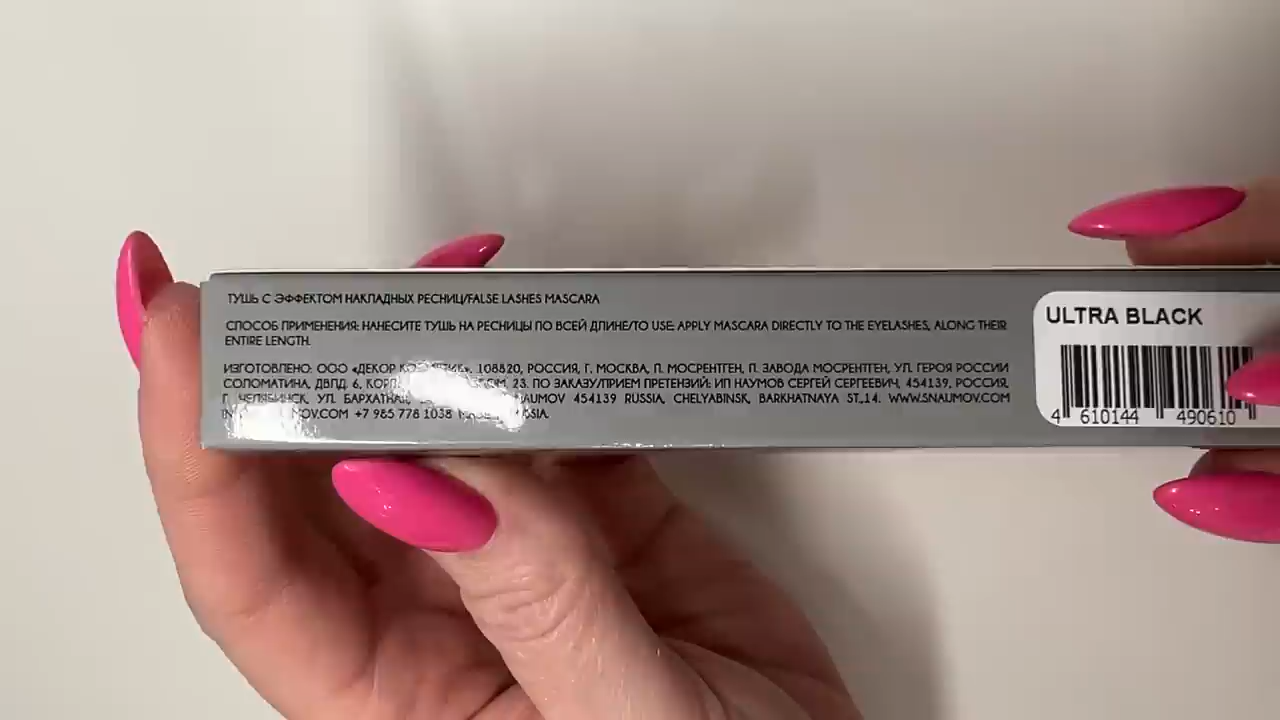 ТУШЬ С ЭФФЕКТОМ НАКЛАДНЫХ РЕСНИЦ/FALSE LASHES MASCARA
СПОСОБ ПРИМЕНЕНИЯ: НАНЕСИТЕ ТУШЬ НА РЕСНИЦЫ ПО ВСЕЙ ДЛИНЕ/TO USE: APPLY MASCARA DIRECTLY TO THE EYELASHES, ALONG THEIR
ENTIRE LENGTH.
ИЗГОТОВЛЕНО: ООО «ДЕКОР КОСМЕТИК», 108820, РОССИЯ, Г. МОСКВА, П. МОСРЕНТГЕН, П. ЗАВОДА МОСРЕНТГЕН, УЛ. ГЕРОЯ РОССИИ
СОЛОМАТИНА, ДВЛД. 6, 23. ПО ЗАКАЗУ/ПРИЕМ ПРЕТЕНЗИЙ: ИП НАУМОВ СЕРГЕЙ СЕРГЕЕВИЧ, 454139, РОССИЯ,
Г. ЧЕЛЯБИНСК, УЛ. БАРХАТНАЯ 454139 RUSSIA, CHELYABINSK, BARKHATNAYA ST.,14. WWW.SNAUMOV.COM
+7 985 778 1038
ULTRA BLACK
4 610144 490610